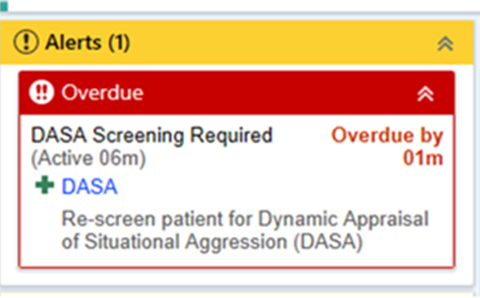 Alerts (1)
Overdue
DASA Screening Required
Overdue by
(Active 06m)
01m
DASA
Re-screen patient for Dynamic Appraisal
of Situational Aggression (DASA)